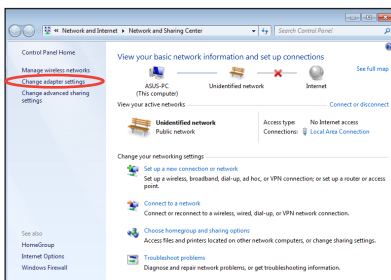 Network and Internet ▸ Network and Sharing Center
Search Control Panel
Control Panel Home
Manage wireless networks
Change adapter settings
Change advanced sharing
settings
View your basic network information and set up connections
See full map
ASUS-PC
(This computer)
Unidentified network
Internet
View your active networks
Connect or disconnect
Unidentified network
Public network
Access type: No Internet access
Connections: Local Area Connection
Change your networking settings
Set up a new connection or network
Set up a wireless, broadband, dial-up, ad hoc, or VPN connection; or set up a router or access
point.
Connect to a network
Connect or reconnect to a wireless, wired, dial-up, or VPN network connection.
Choose homegroup and sharing options
Access files and printers located on other network computers, or change sharing settings.
Troubleshoot problems
Diagnose and repair network problems, or get troubleshooting information.
See also
HomeGroup
Internet Options
Windows Firewall